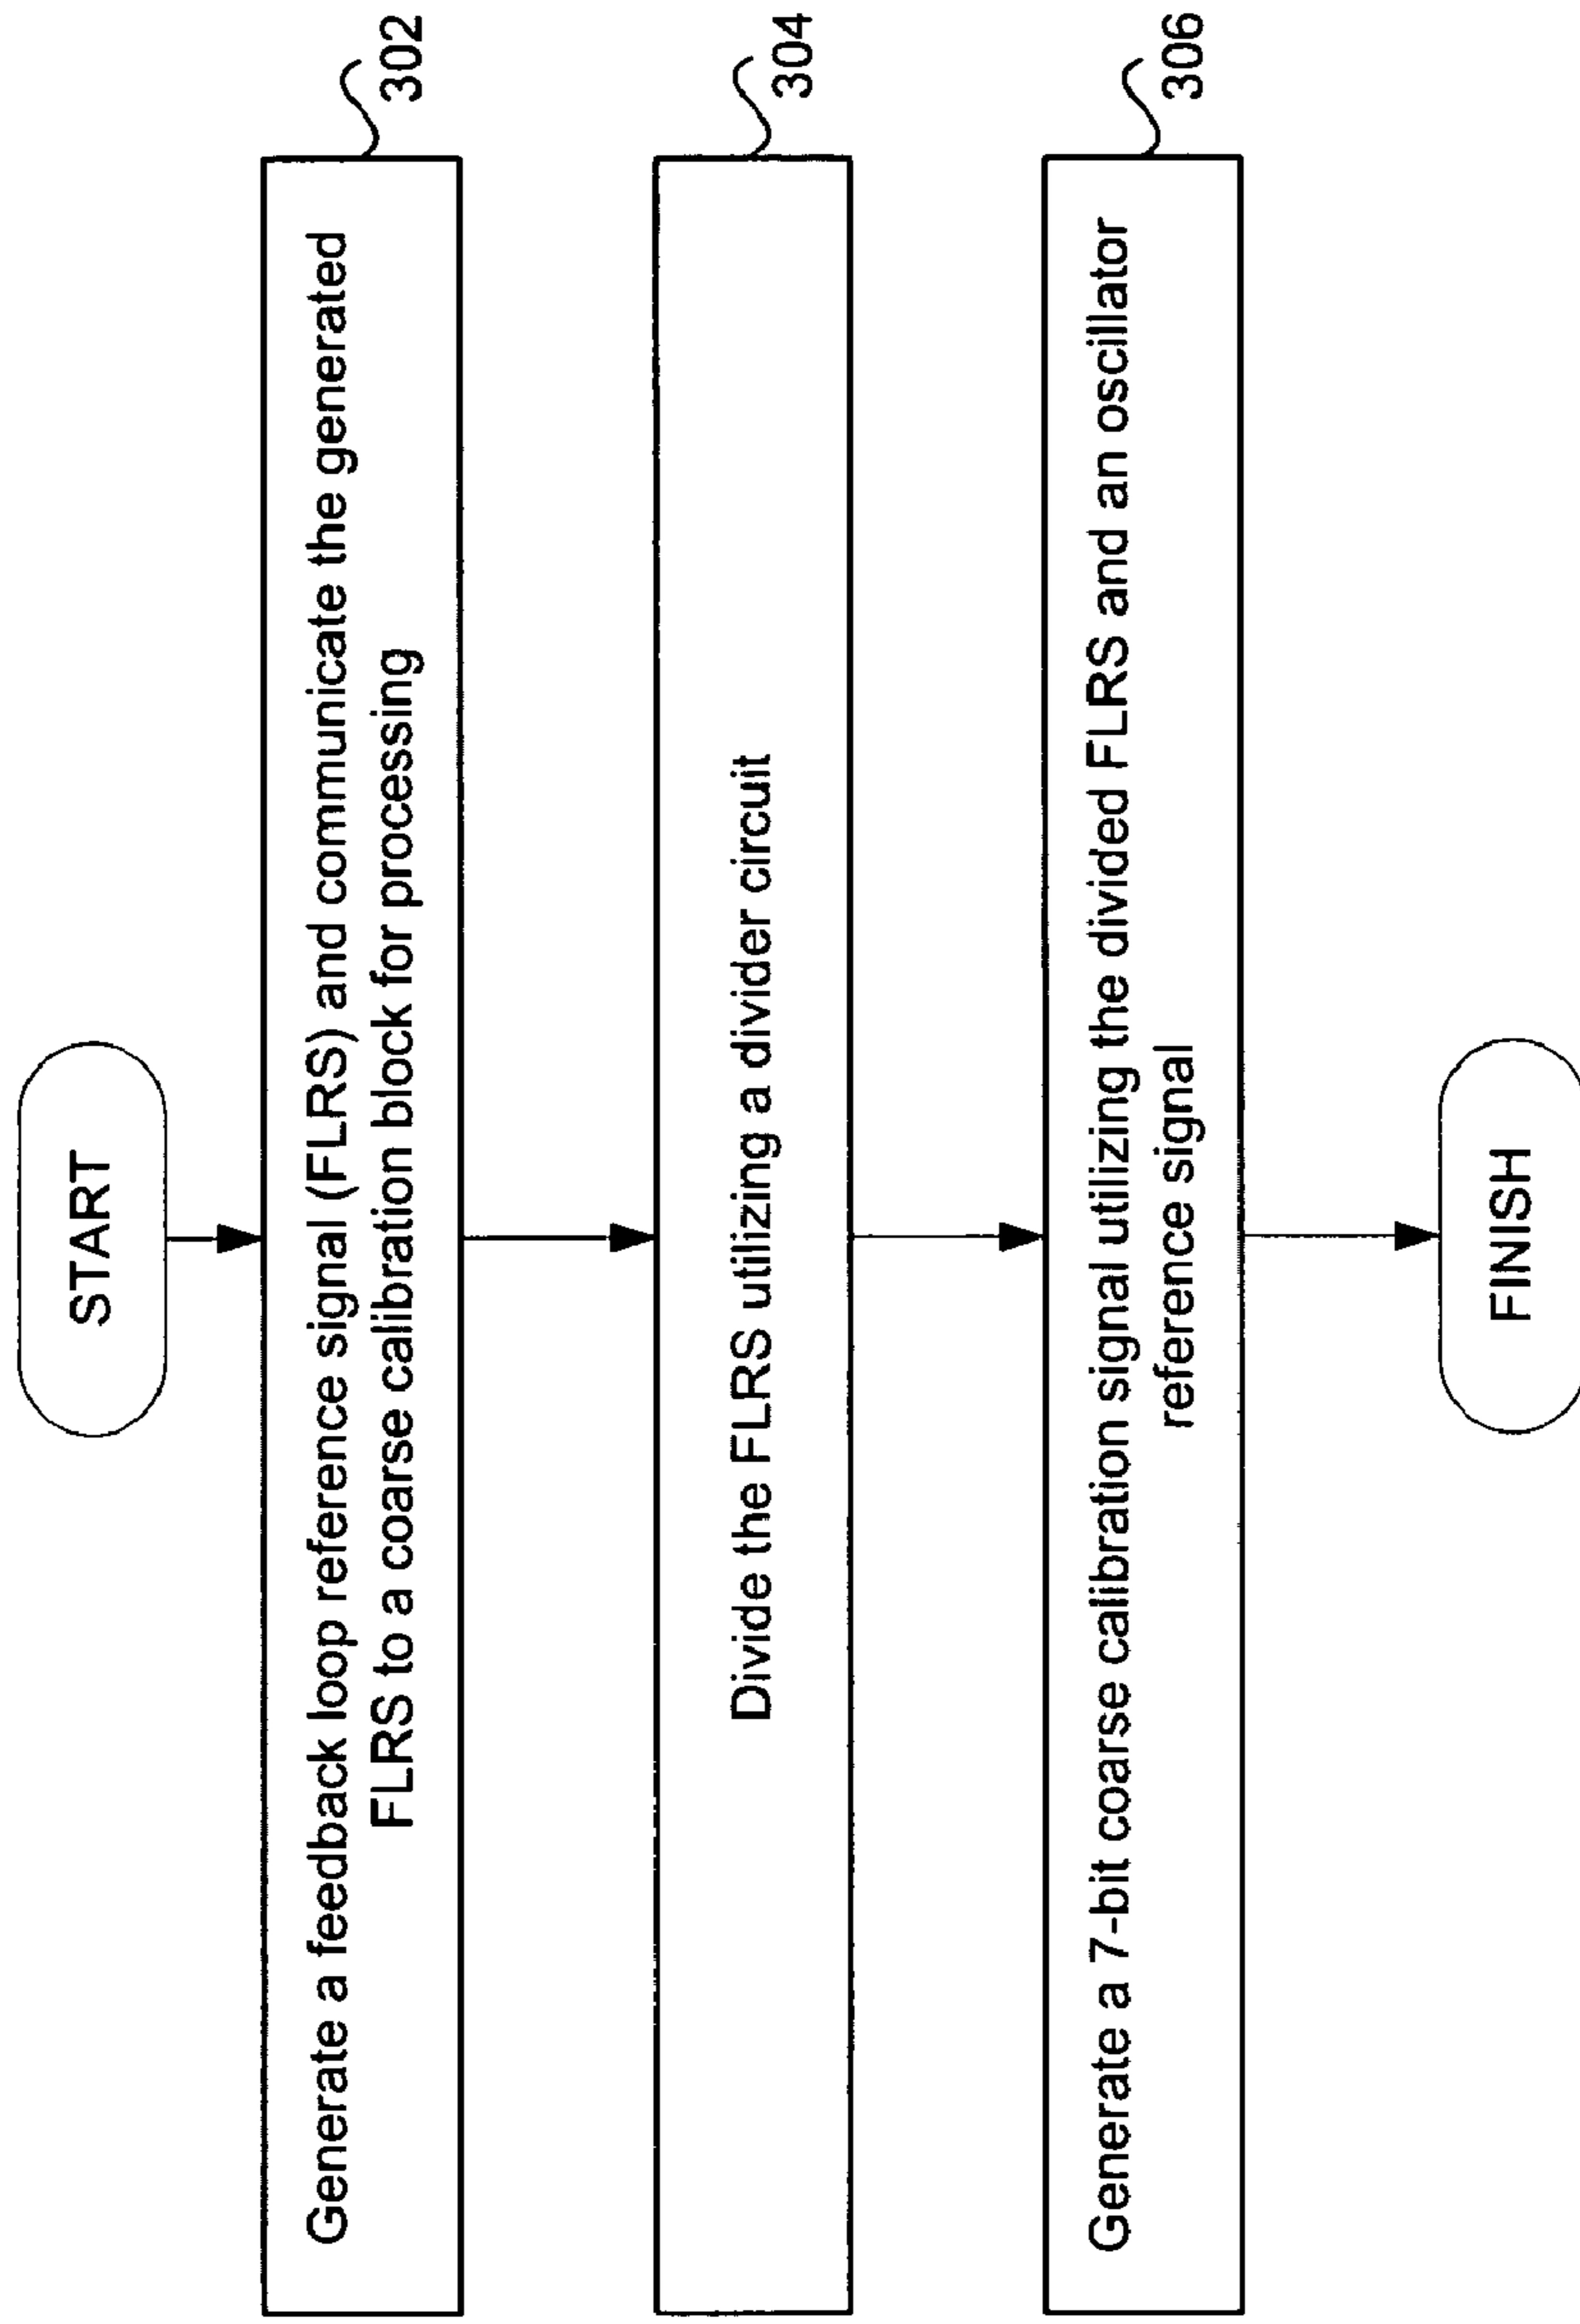 START
Generate a feedback loop reference signal (FLRS) and communicate the generated
FLRS to a coarse calibration block for processing
302
Divide the FLRS utilizing a divider circuit
304
Generate a 7-bit coarse calibration signal utilizing the divided FLRS and an oscillator
reference signal
306
FINISH